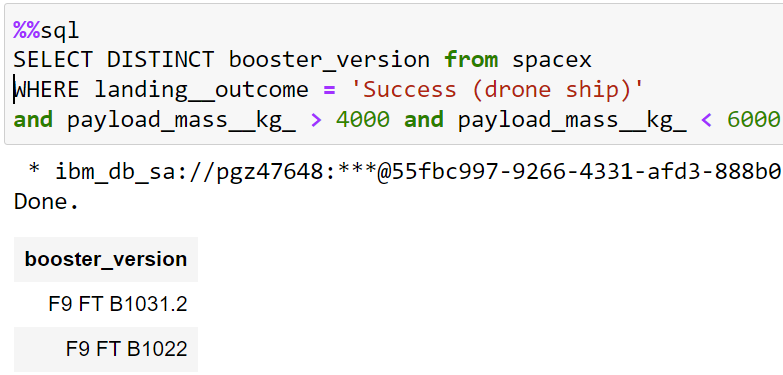 %%sql
SELECT DISTINCT booster_version from spacex
WHERE landing__outcome = 'Success (drone ship)'
and payload_mass__kg_ > 4000 and payload_mass__kg_ < 6000
* ibm_db_sa://pgz47648:***@55fbc997-9266-4331-afd3-888b0
Done.
booster_version
F9 FT B1031.2
F9 FT B1022